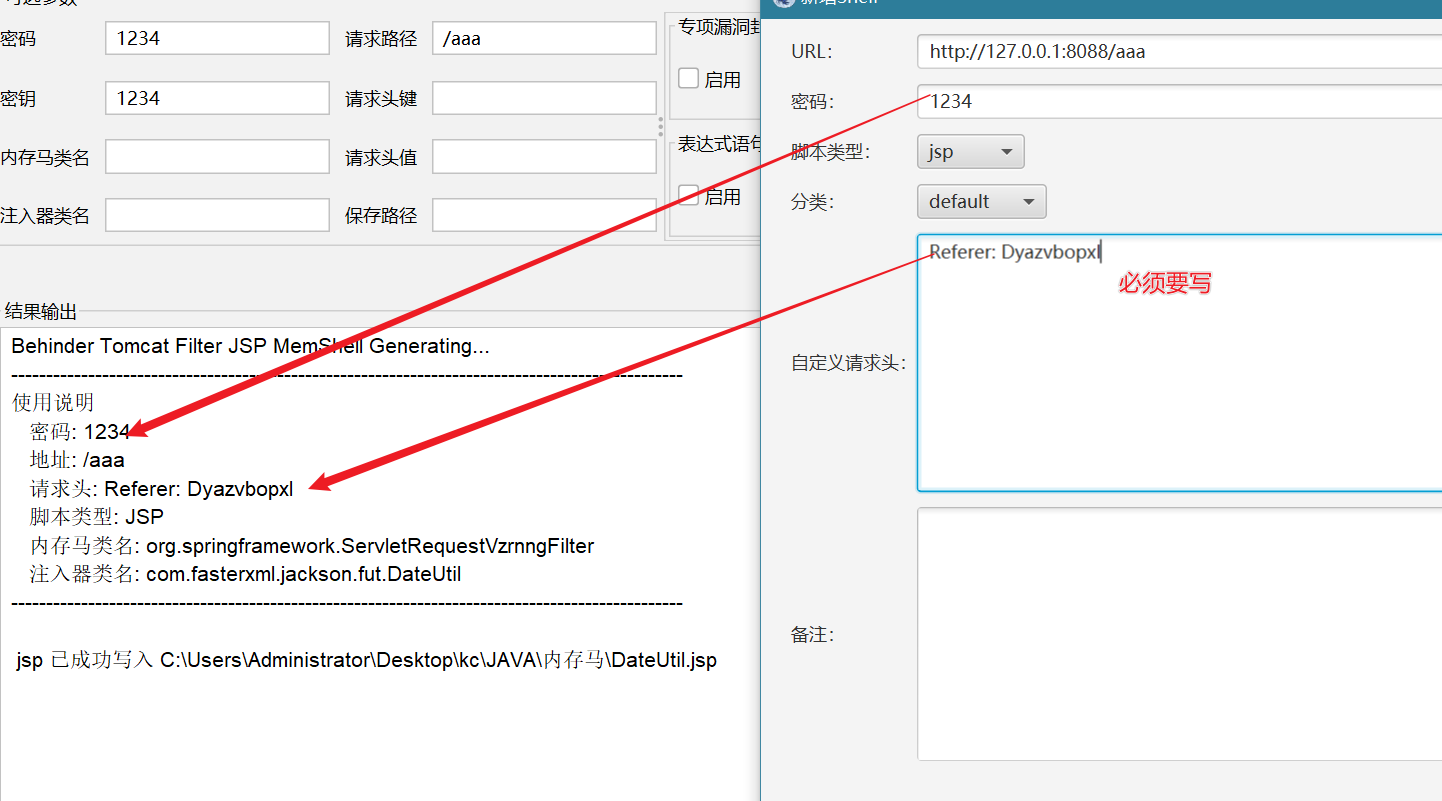 密码
1234
请求路径
/aaa
专项漏洞封
启用
密钥
1234
请求头键
内存马类名
请求头值
表达式语句
启用
注入器类名
保存路径
结果输出
Behinder Tomcat Filter JSP MemShell Generating...
------------------------------------------------------------------------------------------------
使用说明
密码: 1234
地址: /aaa
请求头: Referer: Dyazvbopxl
脚本类型: JSP
内存马类名: org.springframework.ServletRequestVzrnngFilter
注入器类名: com.fasterxml.jackson.fut.DateUtil
------------------------------------------------------------------------------------------------
jsp 已成功写入 C:\Users\Administrator\Desktop\kc\JAVA\内存马\DateUtil.jsp
URL:
http://127.0.0.1:8088/aaa
密码:
1234
脚本类型:
jsp
分类:
default
自定义请求头:
Referer: Dyazvbopxl
必须要写
备注: